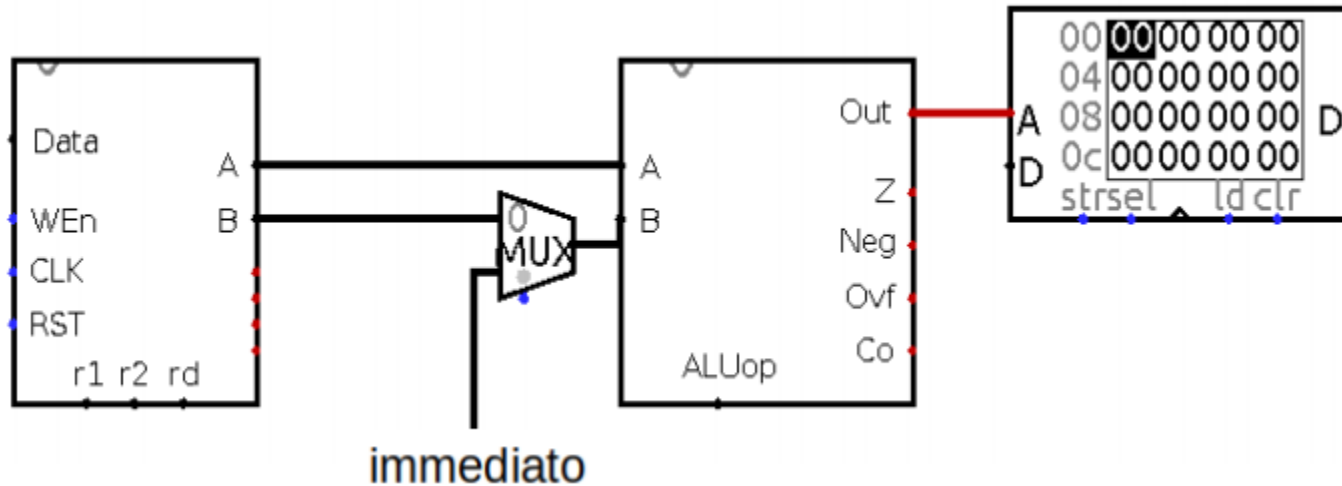 Data
WEn
CLK
RST
A
B
r1 r2 rd
0
MUX
immediato
A
B
ALUop
Out
Z
Neg
Ovf
Co
A
D
00 00 00 00 00
04 00 00 00 00
08 00 00 00 00
0c 00 00 00 00
str sel ld clr
D